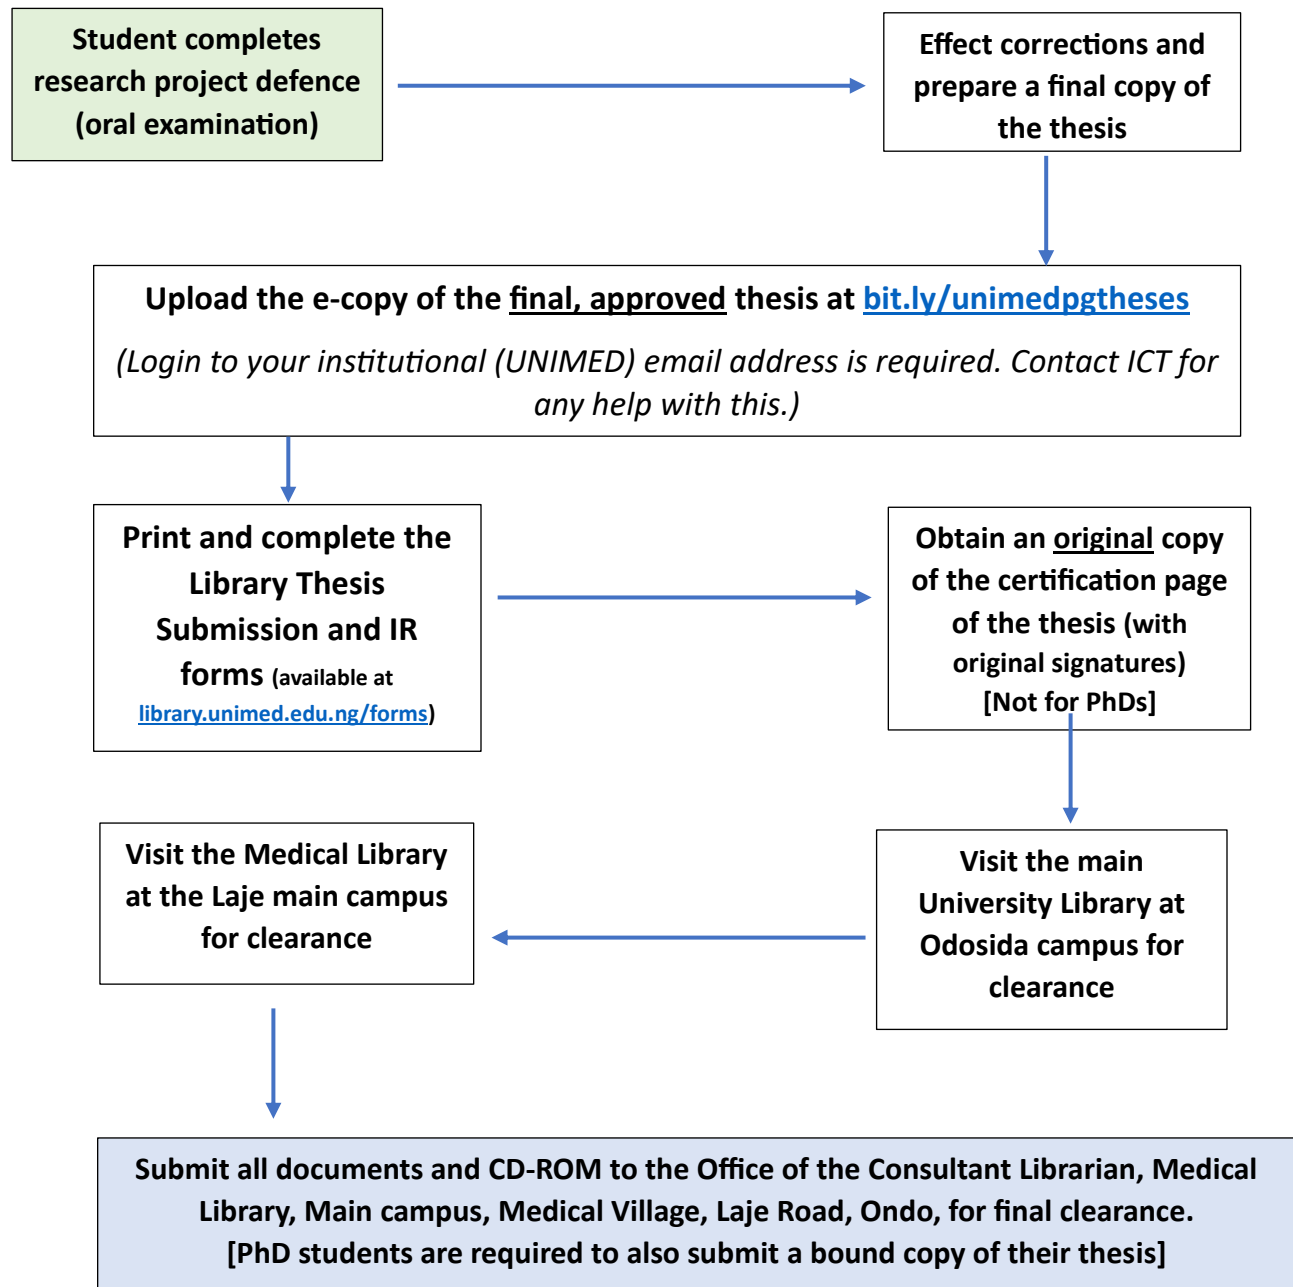 Student completes
research project defence
(oral examination)
Effect corrections and
prepare a final copy of
the thesis
Upload the e-copy of the final, approved thesis at bit.ly/unimedpgtheses
(Login to your institutional (UNIMED) email address is required. Contact ICT for
any help with this.)
Print and complete the
Library Thesis
Submission and IR
forms (available at
library.unimed.edu.ng/forms)
Obtain an original copy
of the certification page
of the thesis (with
original signatures)
[Not for PhDs]
Visit the main
University Library at
Odosida campus for
clearance
Visit the Medical Library
at the Laje main campus
for clearance
Submit all documents and CD-ROM to the Office of the Consultant Librarian, Medical
Library, Main campus, Medical Village, Laje Road, Ondo, for final clearance.
[PhD students are required to also submit a bound copy of their thesis]